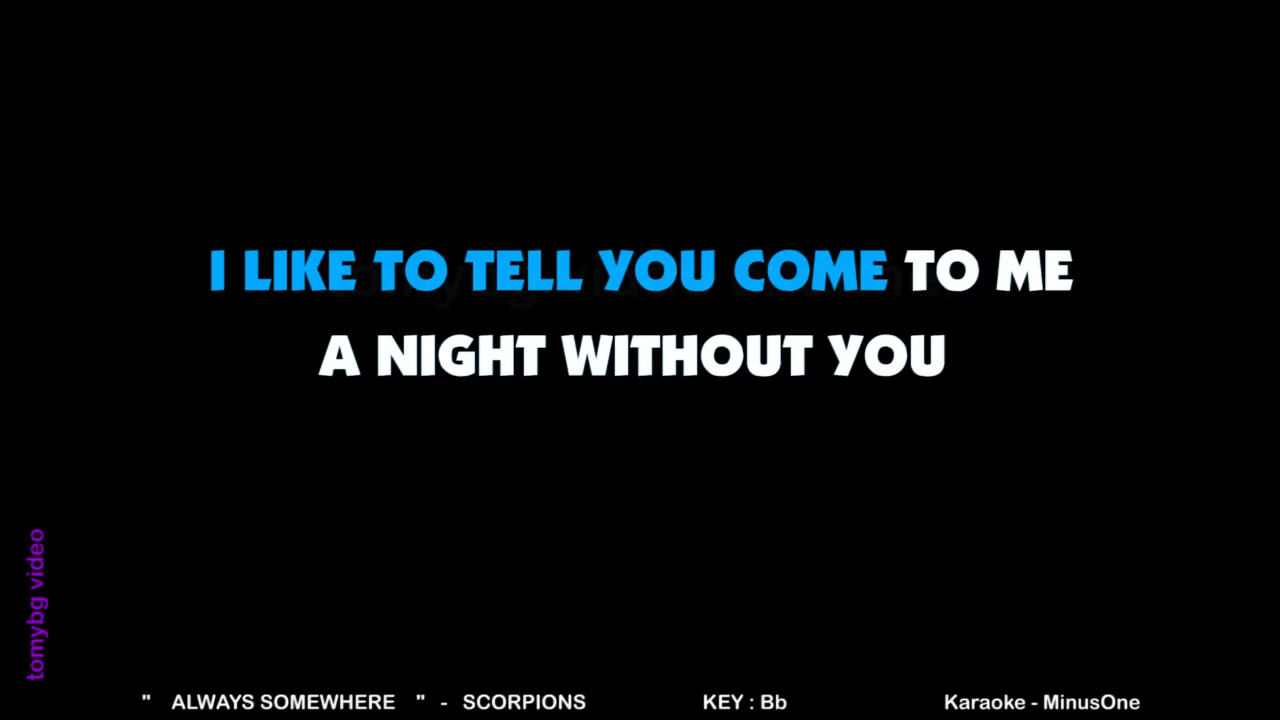 I LIKE TO TELL YOU COME TO ME
A NIGHT WITHOUT YOU
tomybg video
" ALWAYS SOMEWHERE " - SCORPIONS KEY : Bb Karaoke - MinusOne